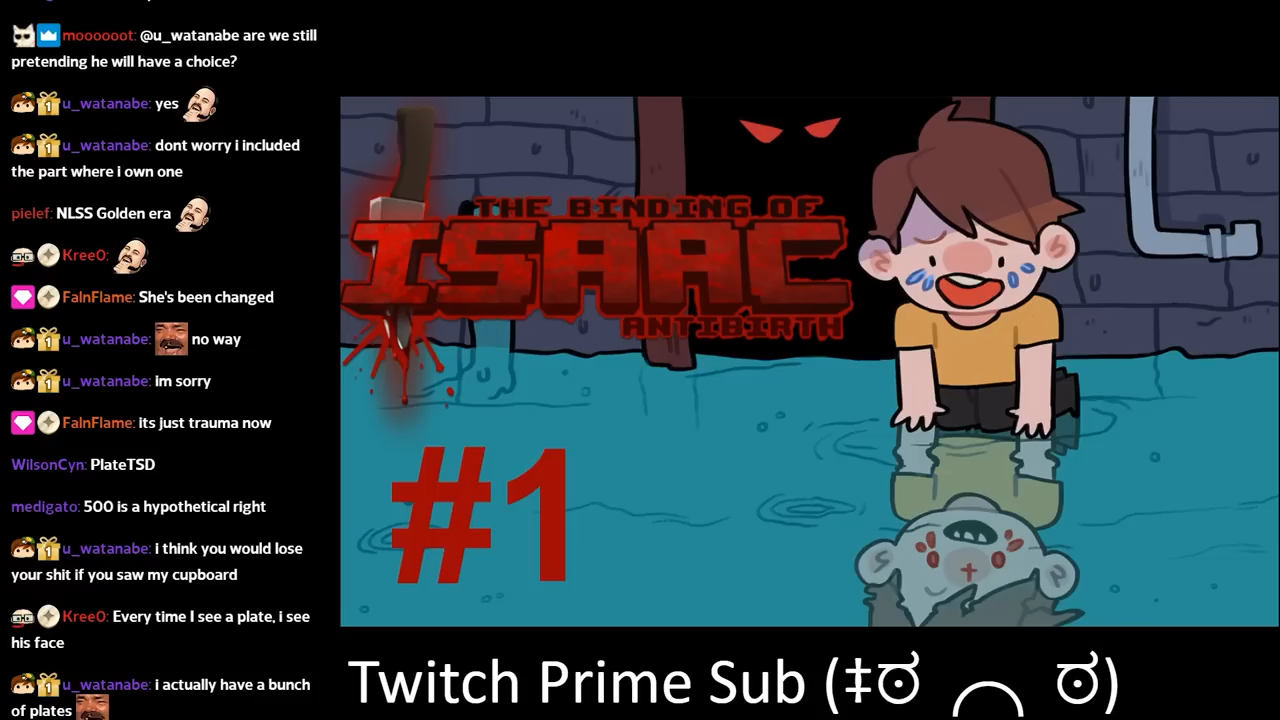 moooooot: @u_watanabe are we still
pretending he will have a choice?
u_watanabe: yes
u_watanabe: dont worry i included
the part where i own one
pielef: NLSS Golden era
KreeO:
FalnFlame: She's been changed
u_watanabe: no way
u_watanabe: im sorry
FalnFlame: its just trauma now
WilsonCyn: PlateTSD
medigato: 500 is a hypothetical right
u_watanabe: i think you would lose
your shit if you saw my cupboard
KreeO: Every time I see a plate, i see
his face
u_watanabe: i actually have a bunch
of plates
THE BINDING OF
ISAAC
ANTIBIRTH
#1
Twitch Prime Sub (‡ಠ ⁔ ಠ)